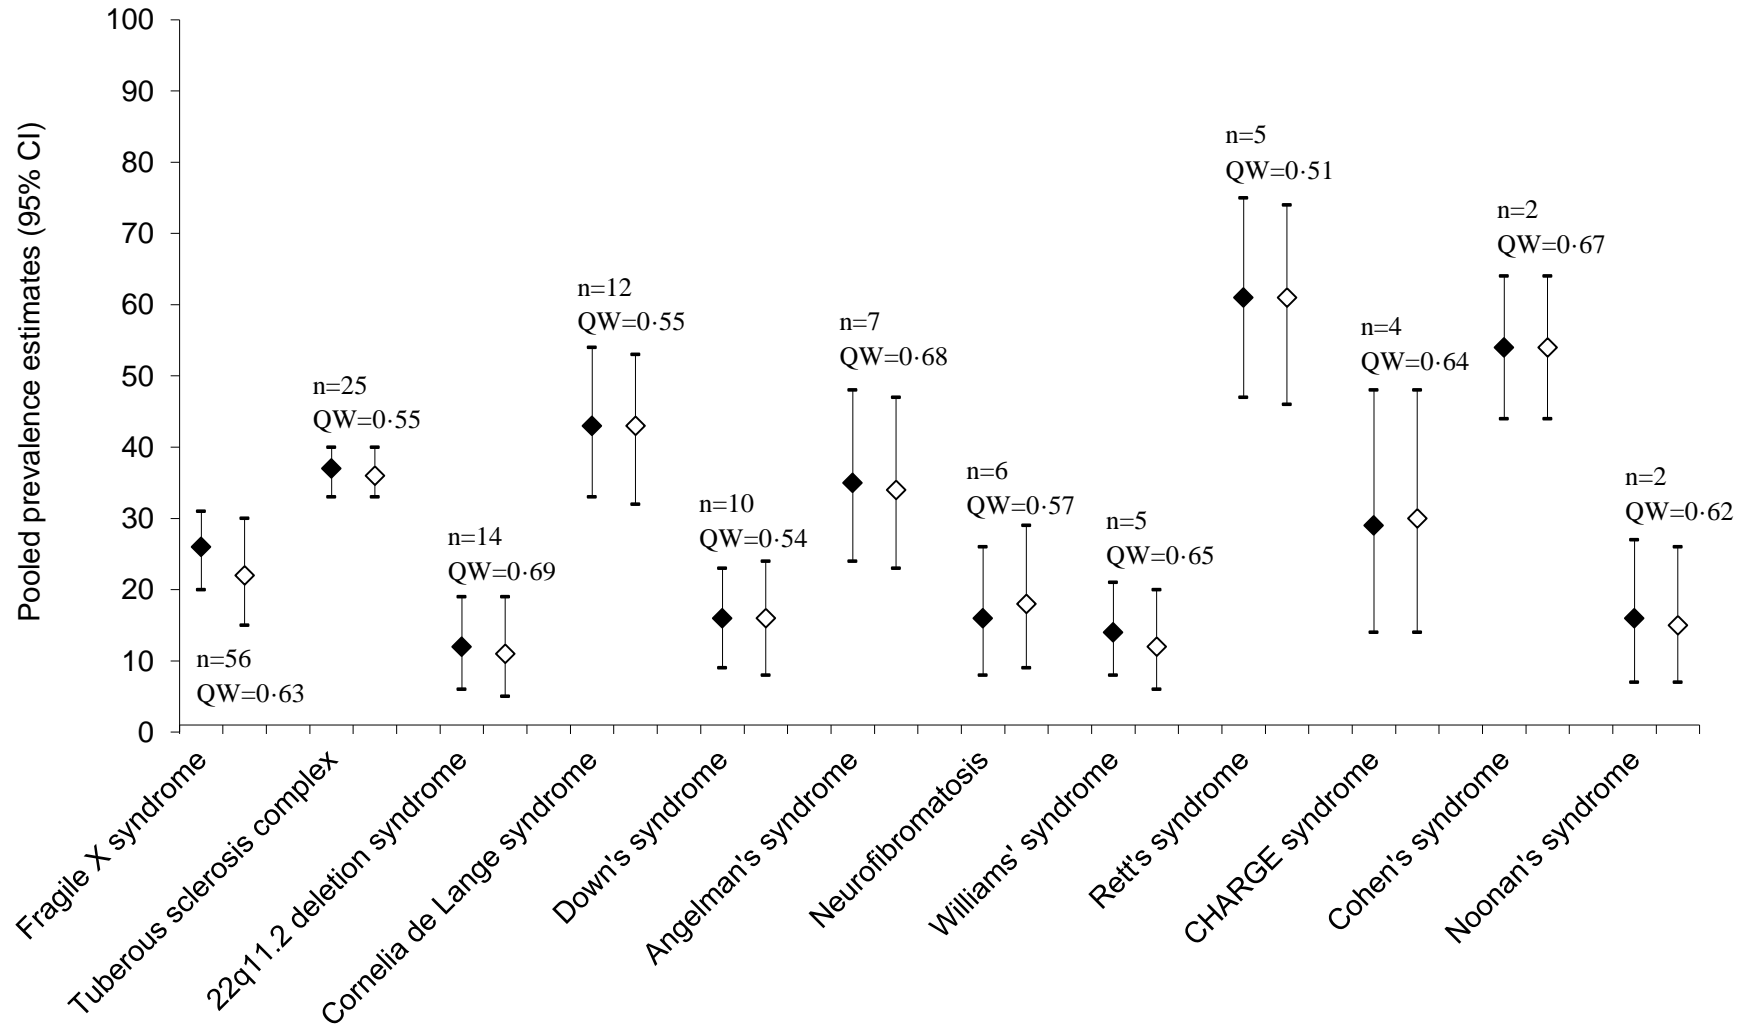 Pooled prevalence estimates (95% CI)
100
90
80
70
60
50
40
30
20
10
0
n=56
QW=0·63
n=25
QW=0·55
n=14
QW=0·69
n=12
QW=0·55
n=10
QW=0·54
n=7
QW=0·68
n=6
QW=0·57
n=5
QW=0·65
n=5
QW=0·51
n=4
QW=0·64
n=2
QW=0·67
n=2
QW=0·62
Fragile X syndrome
Tuberous sclerosis complex
22q11.2 deletion syndrome
Cornelia de Lange syndrome
Down's syndrome
Angelman's syndrome
Neurofibromatosis
Williams' syndrome
Rett's syndrome
CHARGE syndrome
Cohen's syndrome
Noonan's syndrome